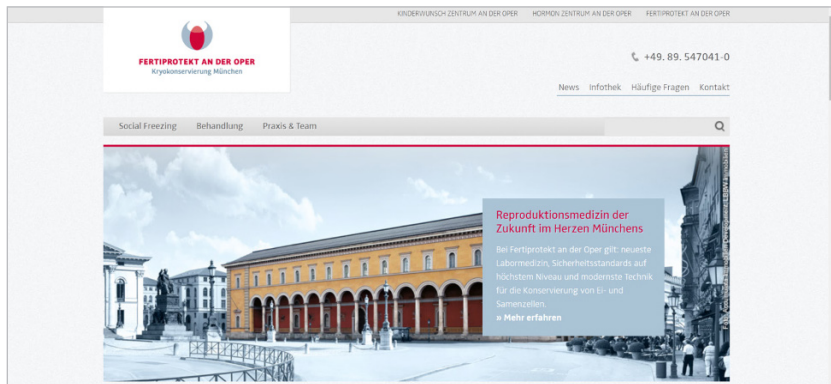 KINDERWUNSCH ZENTRUM AN DER OPER HORMON ZENTRUM AN DER OPER FERTIPROTEKT AN DER OPER
FERTIPROTEKT AN DER OPER
Kryokonservierung München
+49. 89. 547041-0
News Infothek Häufige Fragen Kontakt
Social Freezing Behandlung Praxis & Team
Reproduktionsmedizin der
Zukunft im Herzen Münchens
Bei Fertiprotekt an der Oper gilt: neueste
Labormedizin, Sicherheitsstandards auf
höchstem Niveau und modernste Technik
für die Konservierung von Ei- und
Samenzellen.
» Mehr erfahren